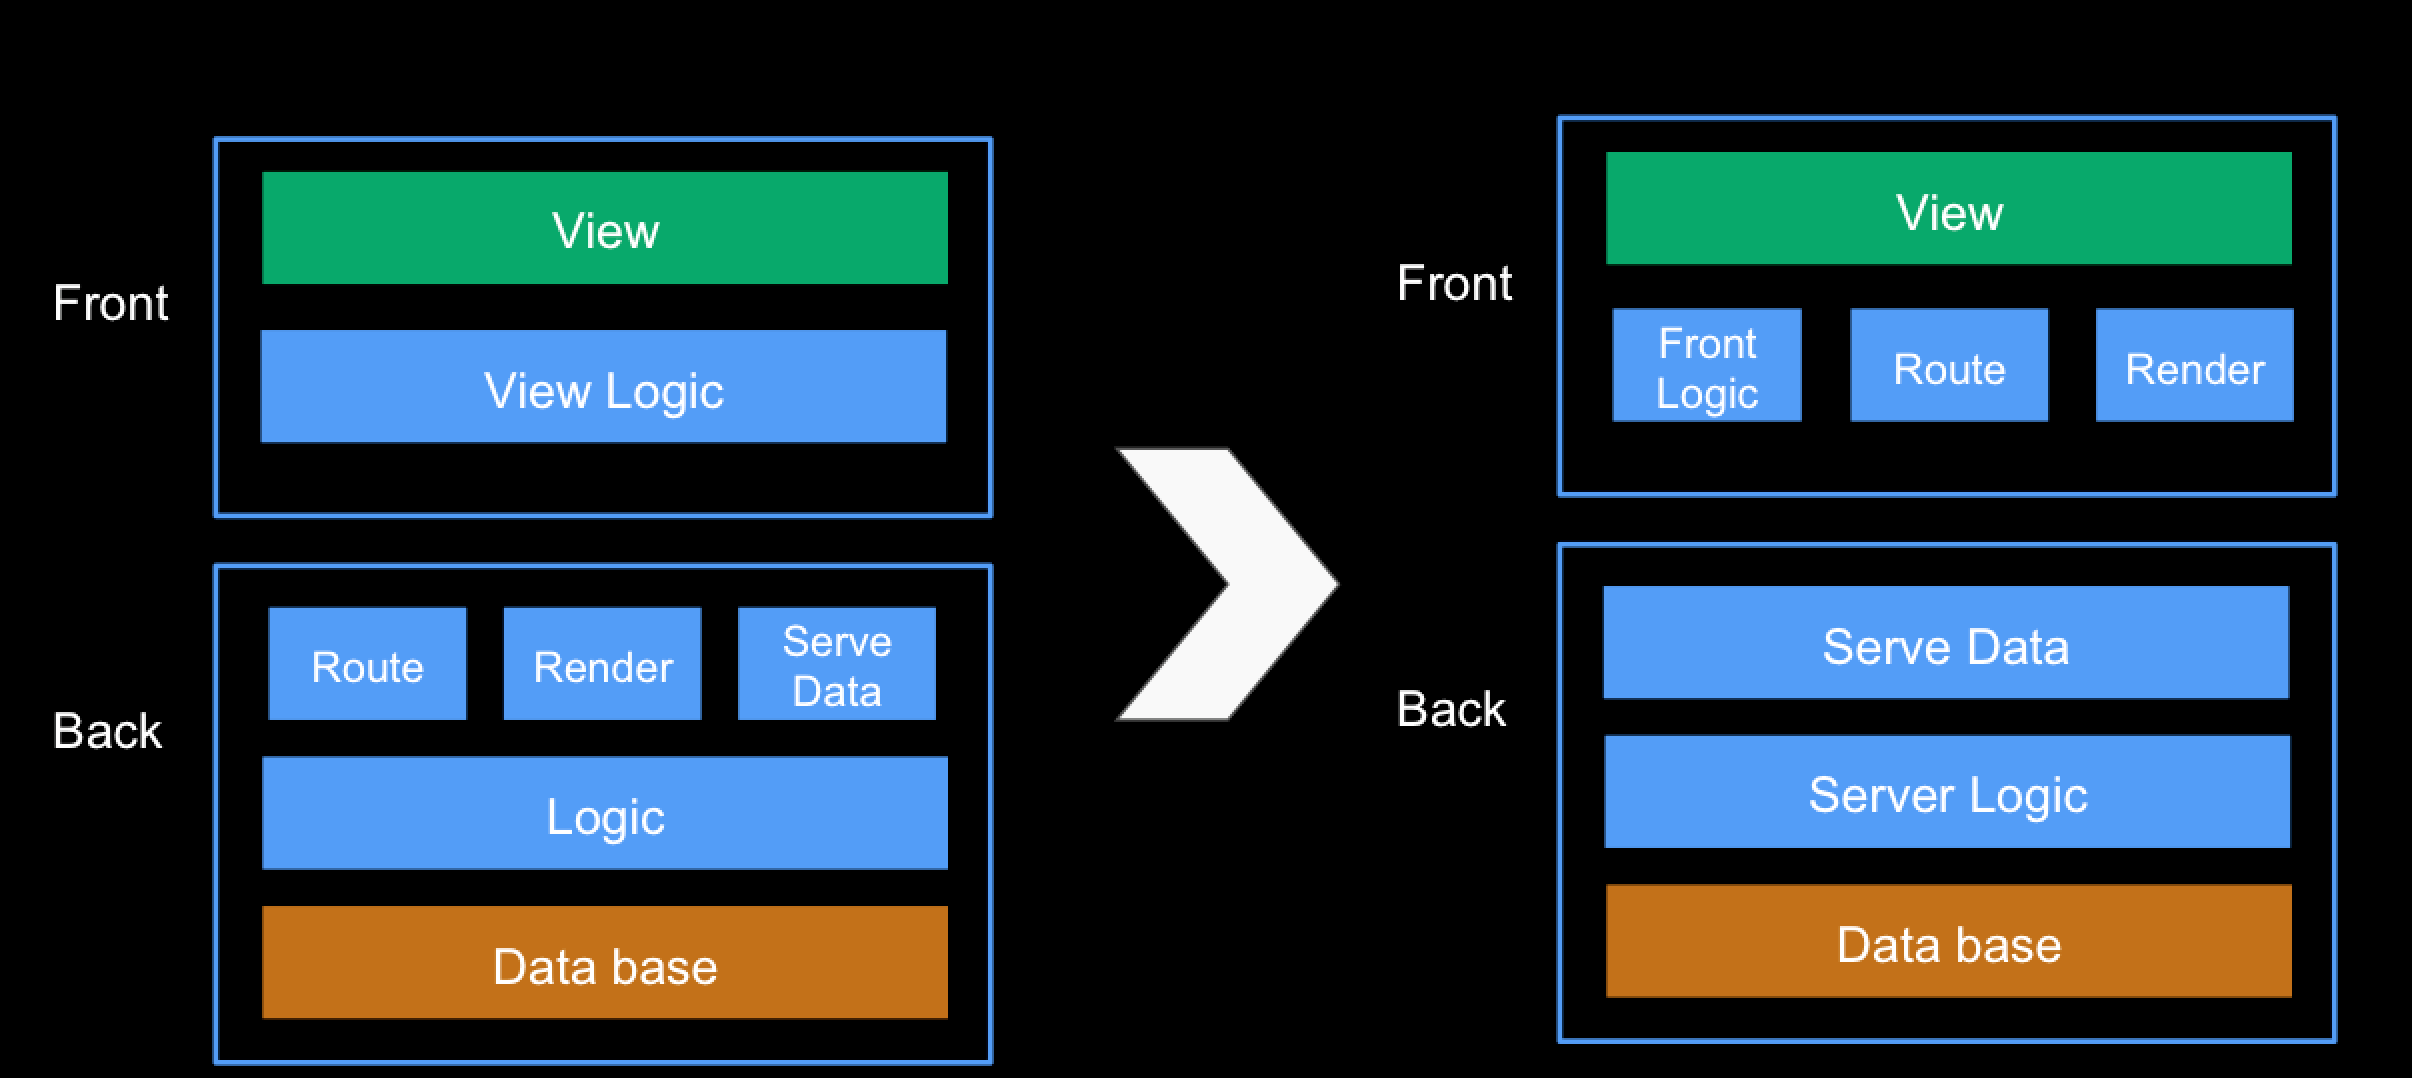 Front
View
View Logic
Back
Route
Render
Serve
Data
Logic
Data base
Front
View
Front
Logic
Route
Render
Back
Serve Data
Server Logic
Data base